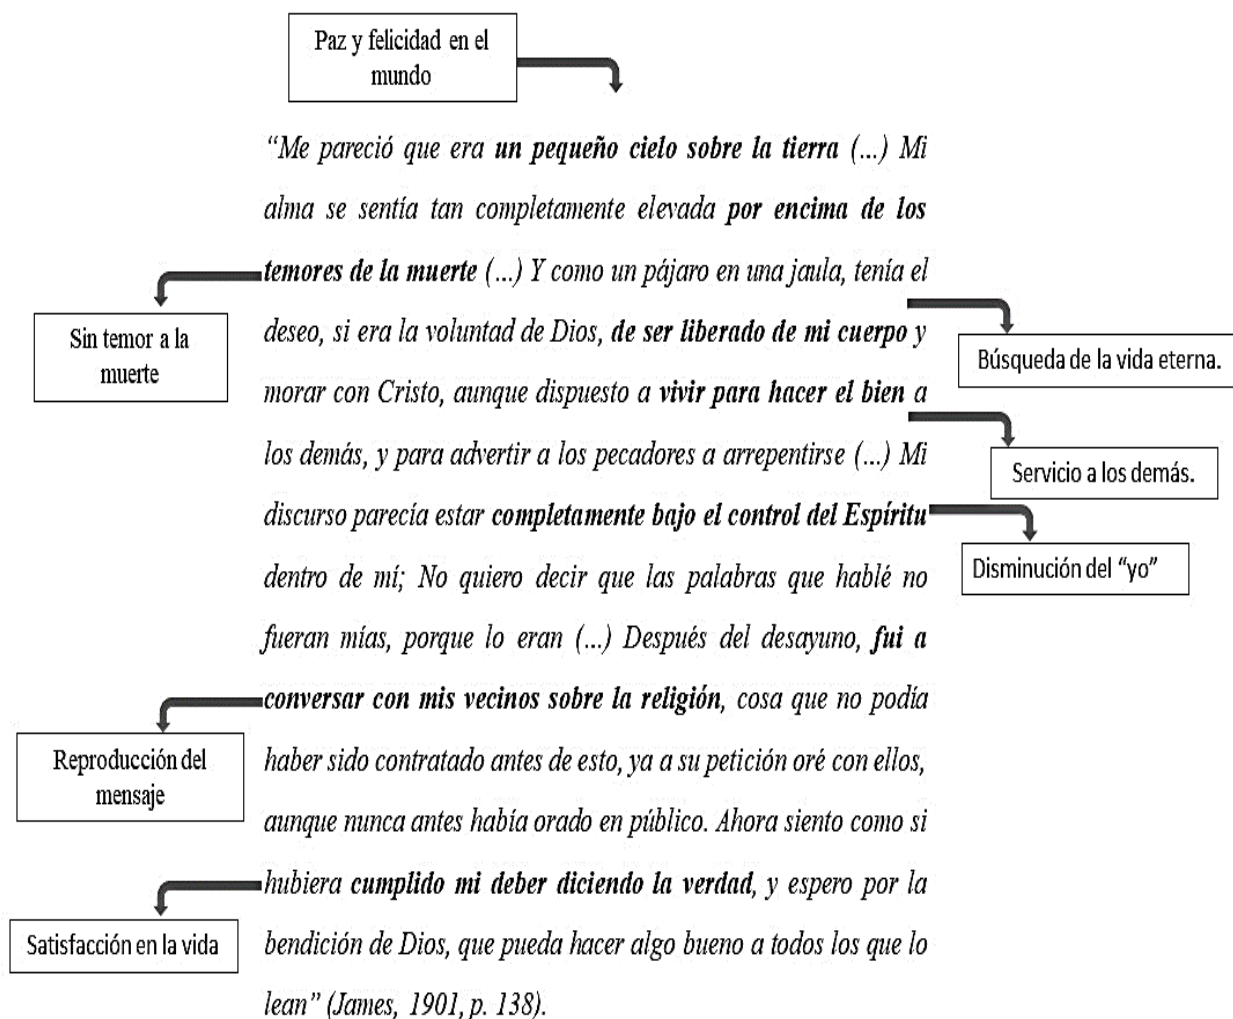 Paz y felicidad en el
mundo
“Me pareció que era un pequeño cielo sobre la tierra (...) Mi
alma se sentía tan completamente elevada por encima de los
temores de la muerte (...) Y como un pájaro en una jaula, tenía el
deseo, si era la voluntad de Dios, de ser liberado de mi cuerpo y
morar con Cristo, aunque dispuesto a vivir para hacer el bien a
los demás, y para advertir a los pecadores a arrepentirse (...) Mi
discurso parecía estar completamente bajo el control del Espíritu
dentro de mí; No quiero decir que las palabras que hablé no
fueran mías, porque lo eran (...) Después del desayuno, fui a
conversar con mis vecinos sobre la religión, cosa que no podía
haber sido contratado antes de esto, ya a su petición oré con ellos,
aunque nunca antes había orado en público. Ahora siento como si
hubiera cumplido mi deber diciendo la verdad, y espero por la
bendición de Dios, que pueda hacer algo bueno a todos los que lo
lean” (James, 1901, p. 138).
Sin temor a la
muerte
Búsqueda de la vida eterna.
Servicio a los demás.
Disminución del “yo”
Reproducción del
mensaje
Satisfacción en la vida